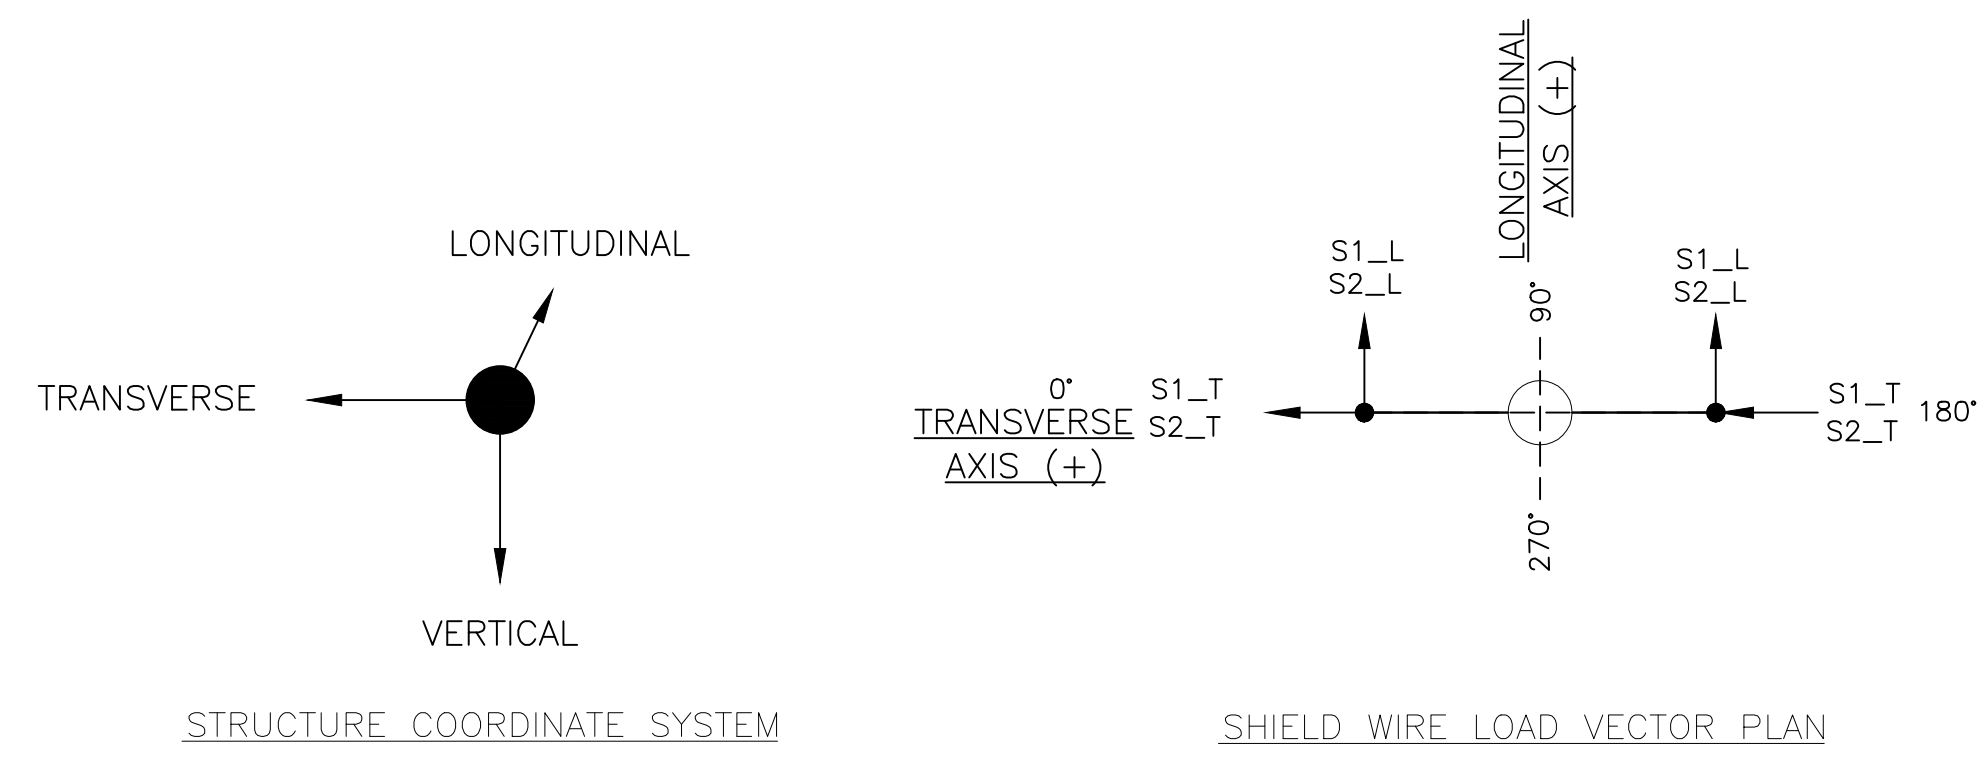 LONGITUDINAL
TRANSVERSE
VERTICAL
STRUCTURE COORDINATE SYSTEM
LONGITUDINAL
AXIS (+)
S1_L
S2_L
S1_L
S2_L
90°
0°
TRANSVERSE
AXIS (+)
S1_T
S2_T
S1_T
S2_T
180°
270°
SHIELD WIRE LOAD VECTOR PLAN